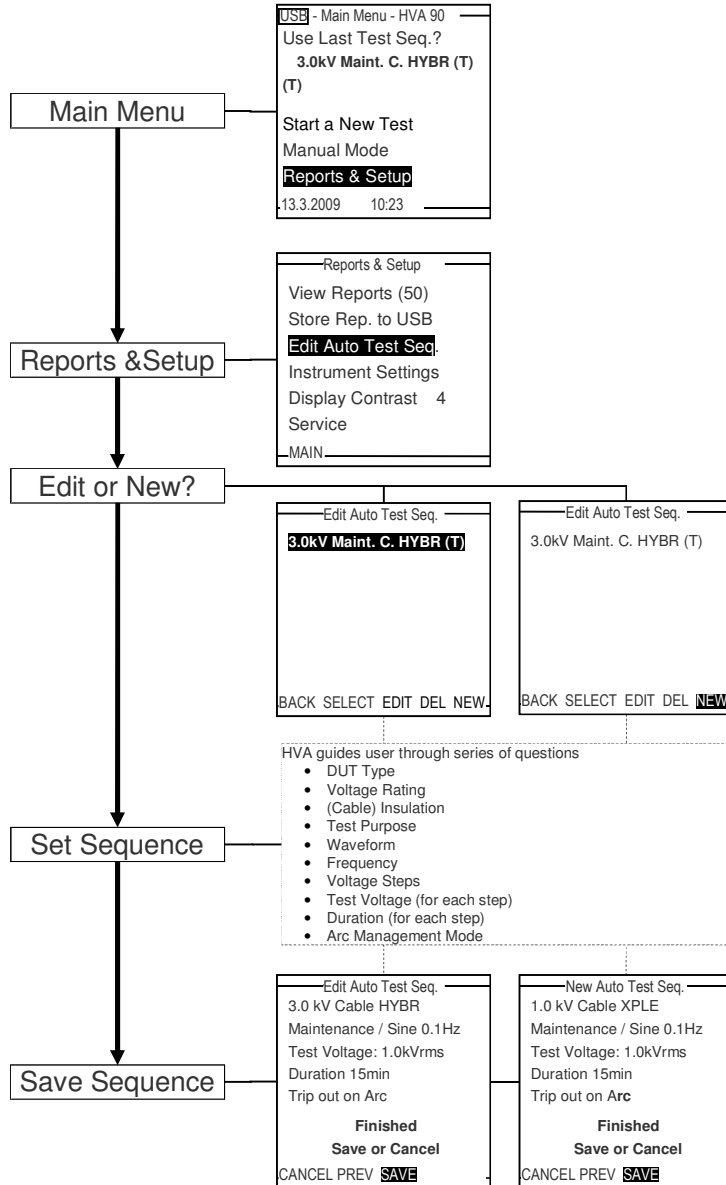 USB - Main Menu - HVA 90
Use Last Test Seq.?
3.0kV Maint. C. HYBR (T)
(T)
Start a New Test
Manual Mode
Reports & Setup
13.3.2009 10:23
Main Menu
Reports & Setup
View Reports (50)
Store Rep. to USB
Edit Auto Test Seq.
Instrument Settings
Display Contrast 4
Service
MAIN
Reports &Setup
Edit or New?
Edit Auto Test Seq.
3.0kV Maint. C. HYBR (T)
BACK SELECT EDIT DEL NEW
Edit Auto Test Seq.
3.0kV Maint. C. HYBR (T)
BACK SELECT EDIT DEL NEW
HVA guides user through series of questions
• DUT Type
• Voltage Rating
• (Cable) Insulation
• Test Purpose
• Waveform
• Frequency
• Voltage Steps
• Test Voltage (for each step)
• Duration (for each step)
• Arc Management Mode
Set Sequence
Edit Auto Test Seq.
3.0 kV Cable HYBR
Maintenance / Sine 0.1Hz
Test Voltage: 1.0kVrms
Duration 15min
Trip out on Arc
Finished
Save or Cancel
CANCEL PREV SAVE
New Auto Test Seq.
1.0 kV Cable XPLE
Maintenance / Sine 0.1Hz
Test Voltage: 1.0kVrms
Duration 15min
Trip out on Arc
Finished
Save or Cancel
CANCEL PREV SAVE
Save Sequence